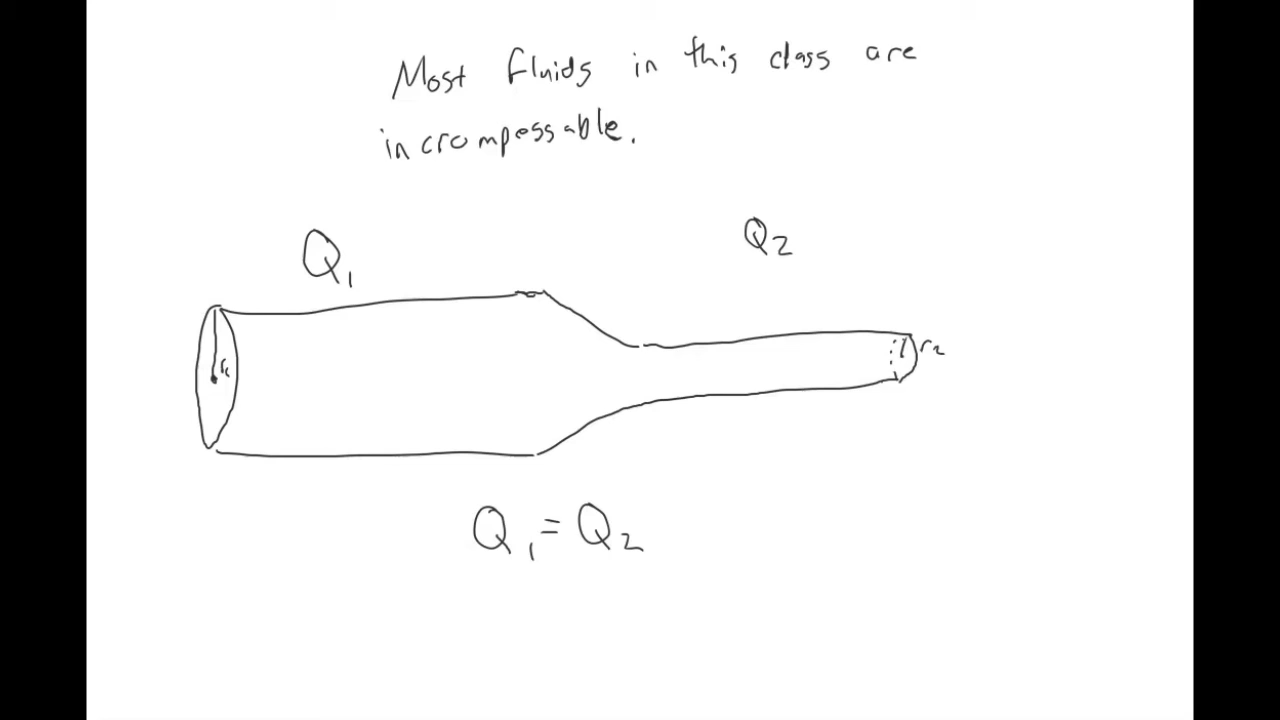 Most fluids in this class are
incrompessable.
Q1
Q2
r1
r2
Q1 = Q2